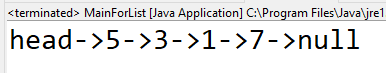 <terminated> MainForList [Java Application] C:\Program Files\Java\jre1
head->5->3->1->7->null